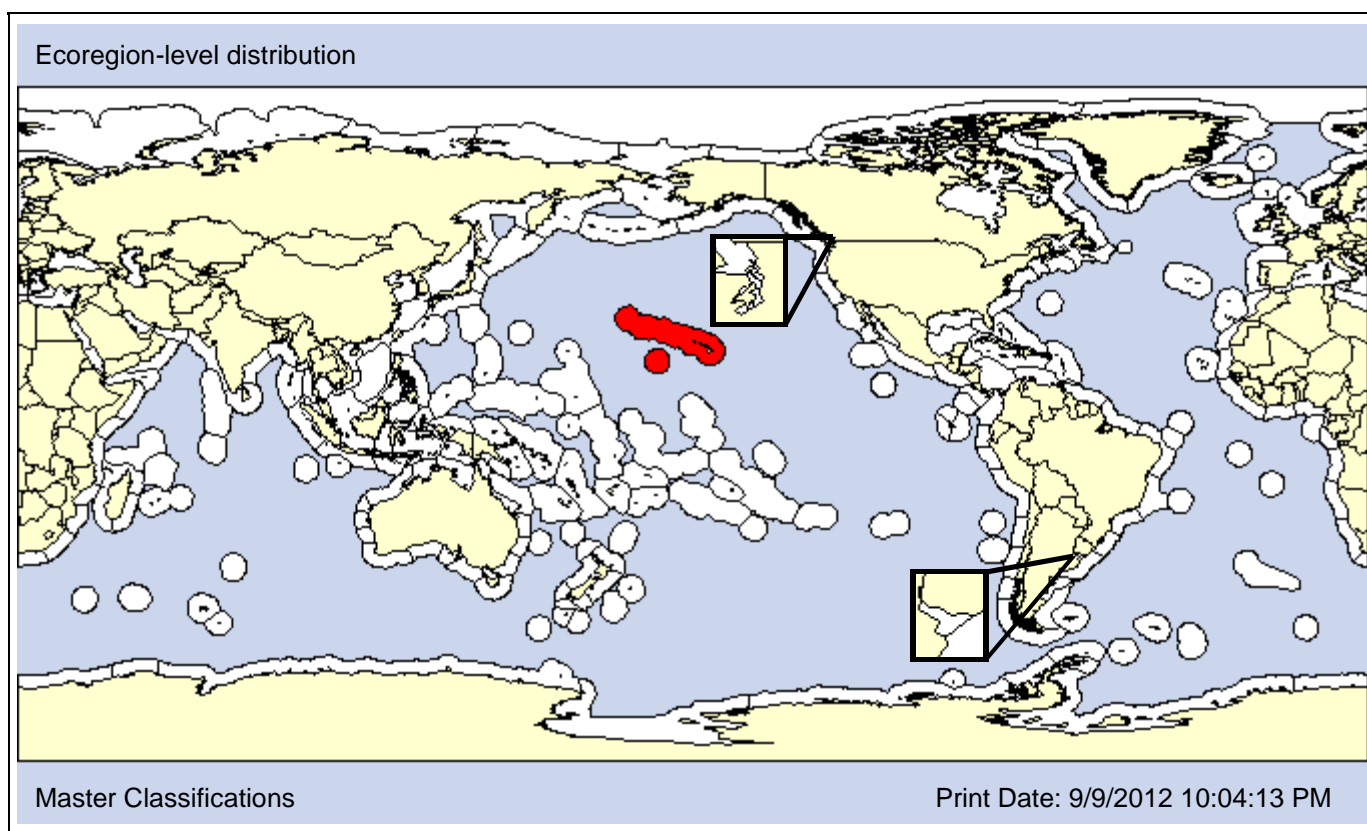 Ecoregion-level distribution
Master Classifications
Print Date: 9/9/2012 10:04:13 PM